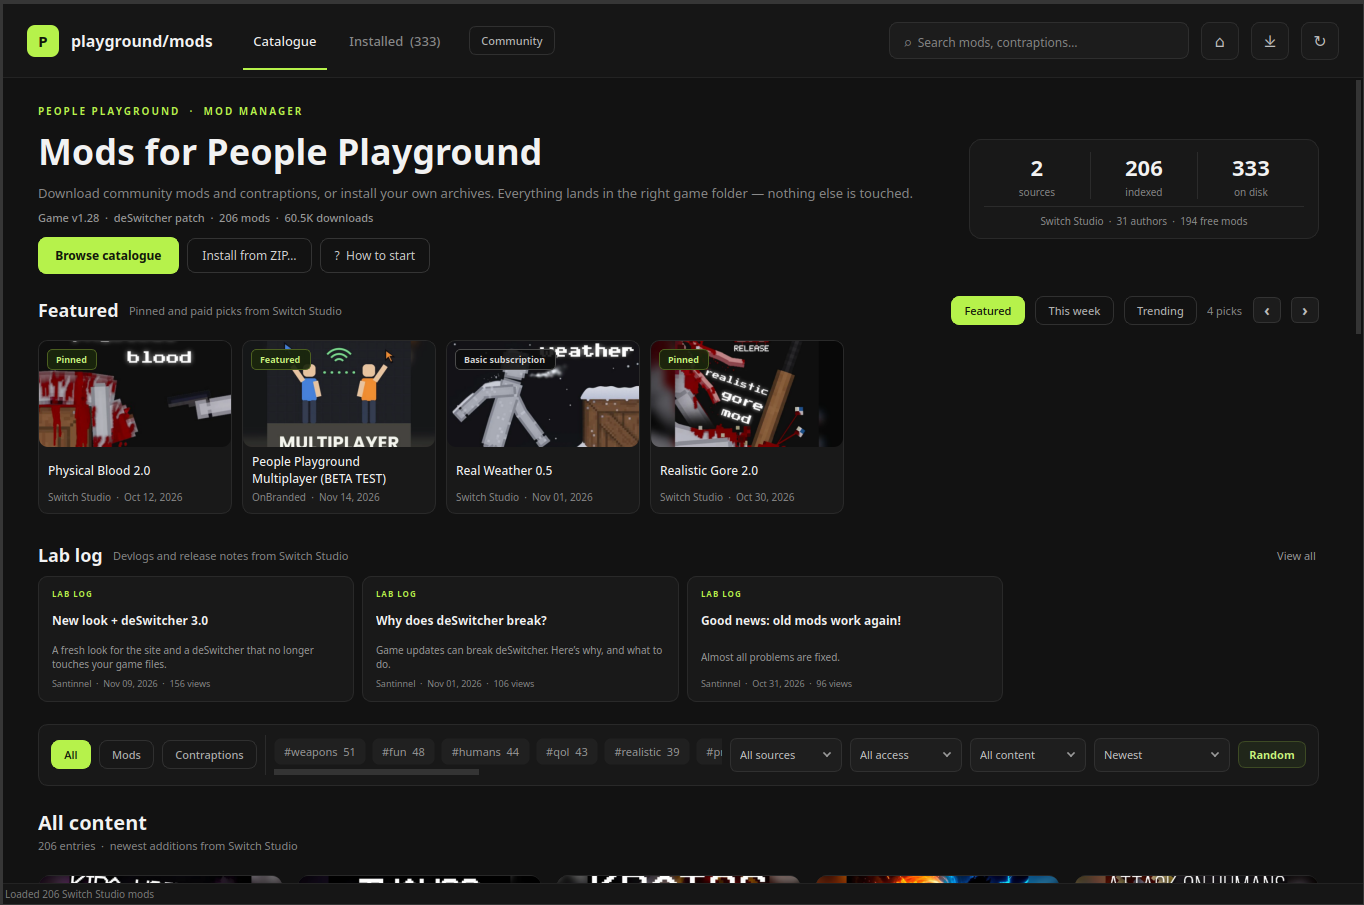 P playground/mods Catalogue Installed (333) Community Search mods, contraptions...
PEOPLE PLAYGROUND · MOD MANAGER
Mods for People Playground
Download community mods and contraptions, or install your own archives. Everything lands in the right game folder — nothing else is touched.
Game v1.28 · deSwitcher patch · 206 mods · 60.5K downloads
Browse catalogue Install from ZIP... ? How to start
2 206 333
sources indexed on disk
Switch Studio · 31 authors · 194 free mods
Featured Pinned and paid picks from Switch Studio Featured This week Trending 4 picks ‹ ›
Pinned
blood
Physical Blood 2.0
Switch Studio · Oct 12, 2026
Featured
MULTIPLAYER
People Playground
Multiplayer (BETA TEST)
OnBranded · Nov 14, 2026
Basic subscription
weather
Real Weather 0.5
Switch Studio · Nov 01, 2026
RELEASE
Pinned
realistic
gore
mod
Realistic Gore 2.0
Switch Studio · Oct 30, 2026
Lab log Devlogs and release notes from Switch Studio View all
LAB LOG
New look + deSwitcher 3.0
A fresh look for the site and a deSwitcher that no longer
touches your game files.
Santinnel · Nov 09, 2026 · 156 views
LAB LOG
Why does deSwitcher break?
Game updates can break deSwitcher. Here's why, and what to
do.
Santinnel · Nov 01, 2026 · 106 views
LAB LOG
Good news: old mods work again!
Almost all problems are fixed.
Santinnel · Oct 31, 2026 · 96 views
All Mods Contraptions #weapons 51 #fun 48 #humans 44 #qol 43 #realistic 39 All sources All access All content Newest Random
All content
206 entries · newest additions from Switch Studio
ATTACK ON HUMANS
Loaded 206 Switch Studio mods